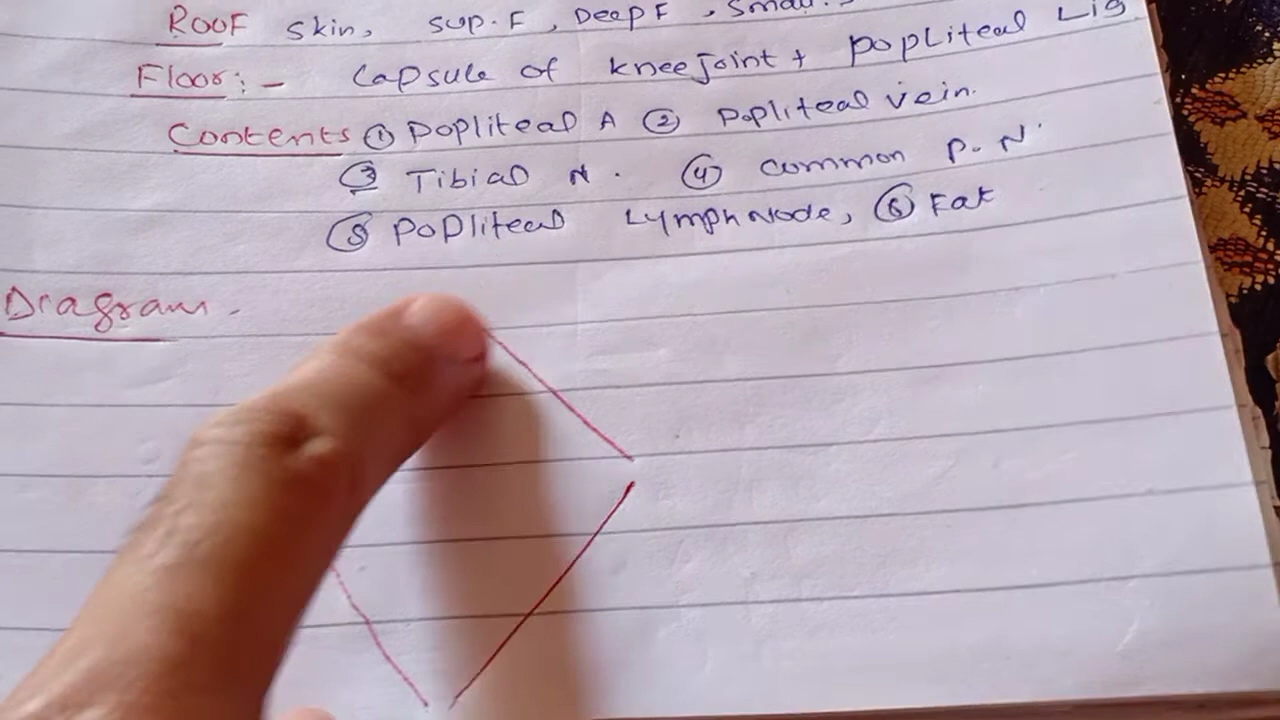 Roof Skin, Sup. F, Deep F, Small.
Floor:- Capsule of knee joint + popliteal Lig
Contents ① Popliteal A ② Popliteal vein.
③ Tibial N. ④ Common P. N.
⑤ Popliteal Lymph Node, ⑥ Fat
Diagram -